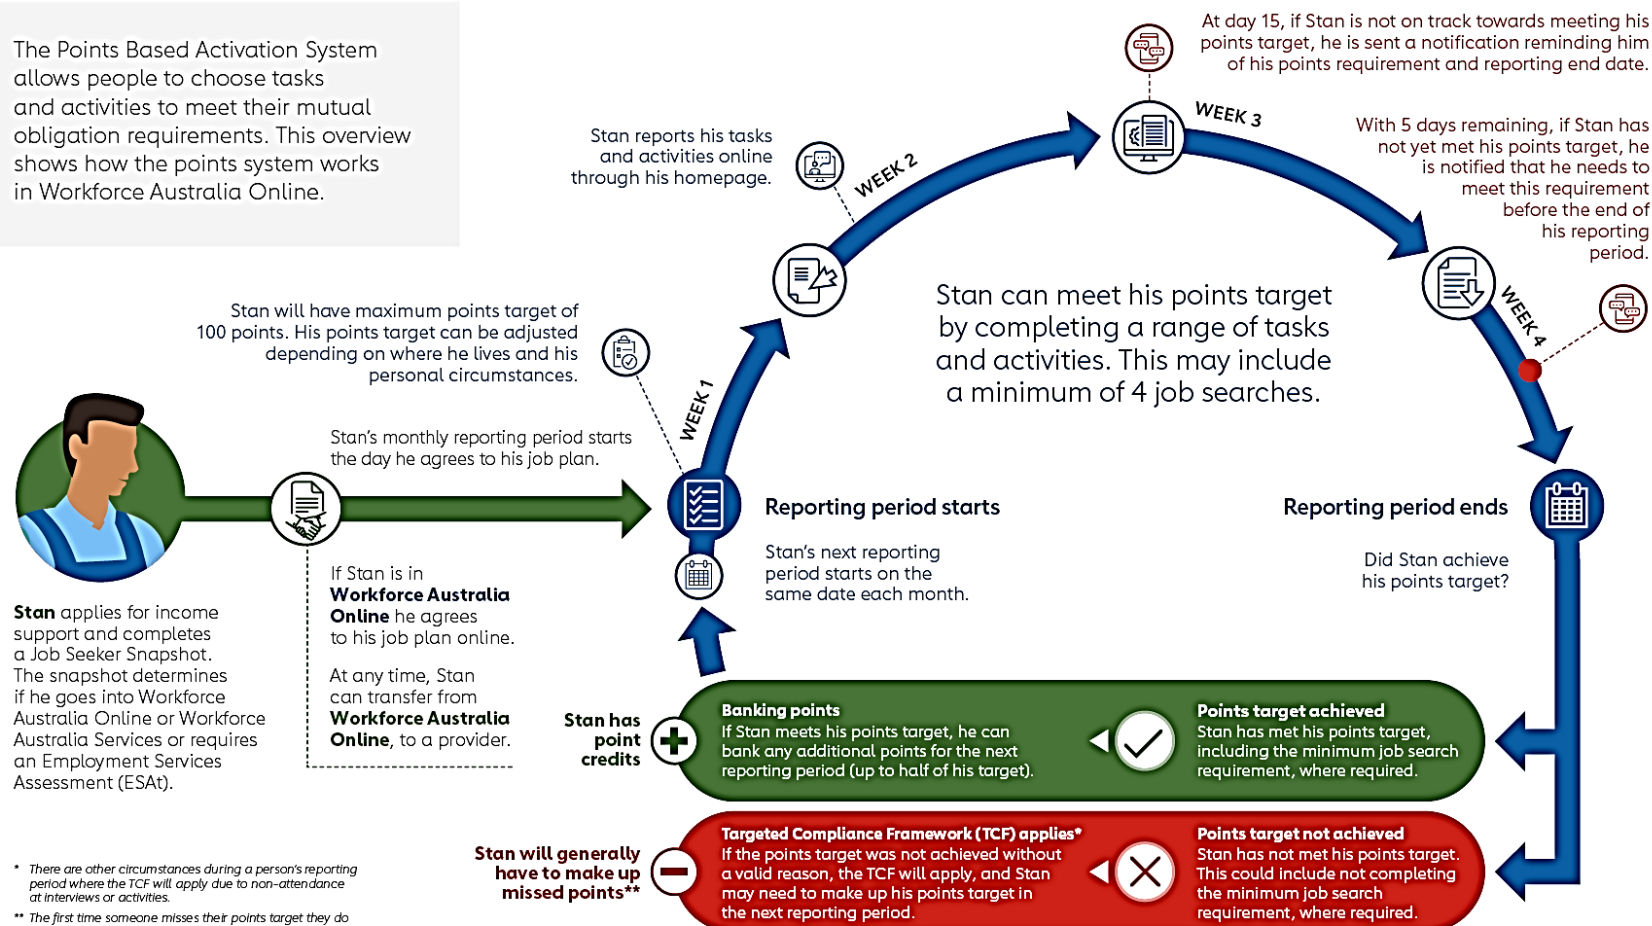 The Points Based Activation System
allows people to choose tasks
and activities to meet their mutual
obligation requirements. This overview
shows how the points system works
in Workforce Australia Online.
At day 15, if Stan is not on track towards meeting his
points target, he is sent a notification reminding him
of his points requirement and reporting end date.
With 5 days remaining, if Stan has
not yet met his points target, he
is notified that he needs to
meet this requirement
before the end of
his reporting
period.
Stan reports his tasks
and activities online
through his homepage.
WEEK 1
WEEK 2
WEEK 3
WEEK 4
Stan will have maximum points target of
100 points. His points target can be adjusted
depending on where he lives and his
personal circumstances.
Stan can meet his points target
by completing a range of tasks
and activities. This may include
a minimum of 4 job searches.
Stan's monthly reporting period starts
the day he agrees to his job plan.
Reporting period starts
Stan's next reporting
period starts on the
same date each month.
Reporting period ends
Did Stan achieve
his points target?
Stan applies for income
support and completes
a Job Seeker Snapshot.
The snapshot determines
if he goes into Workforce
Australia Online or Workforce
Australia Services or requires
an Employment Services
Assessment (ESAt).
If Stan is in
Workforce Australia
Online he agrees
to his job plan online.
At any time, Stan
can transfer from
Workforce Australia
Online, to a provider.
Stan has
point
credits
Banking points
If Stan meets his points target, he can
bank any additional points for the next
reporting period (up to half of his target).
Points target achieved
Stan has met his points target,
including the minimum job search
requirement, where required.
Stan will generally
have to make up
missed points**
Targeted Compliance Framework (TCF) applies*
If the points target was not achieved without
a valid reason, the TCF will apply, and Stan
may need to make up his points target in
the next reporting period.
Points target not achieved
Stan has not met his points target.
This could include not completing
the minimum job search
requirement, where required.
* There are other circumstances during a person's reporting
period where the TCF will apply due to non-attendance
at interviews or activities.
** The first time someone misses their points target they do